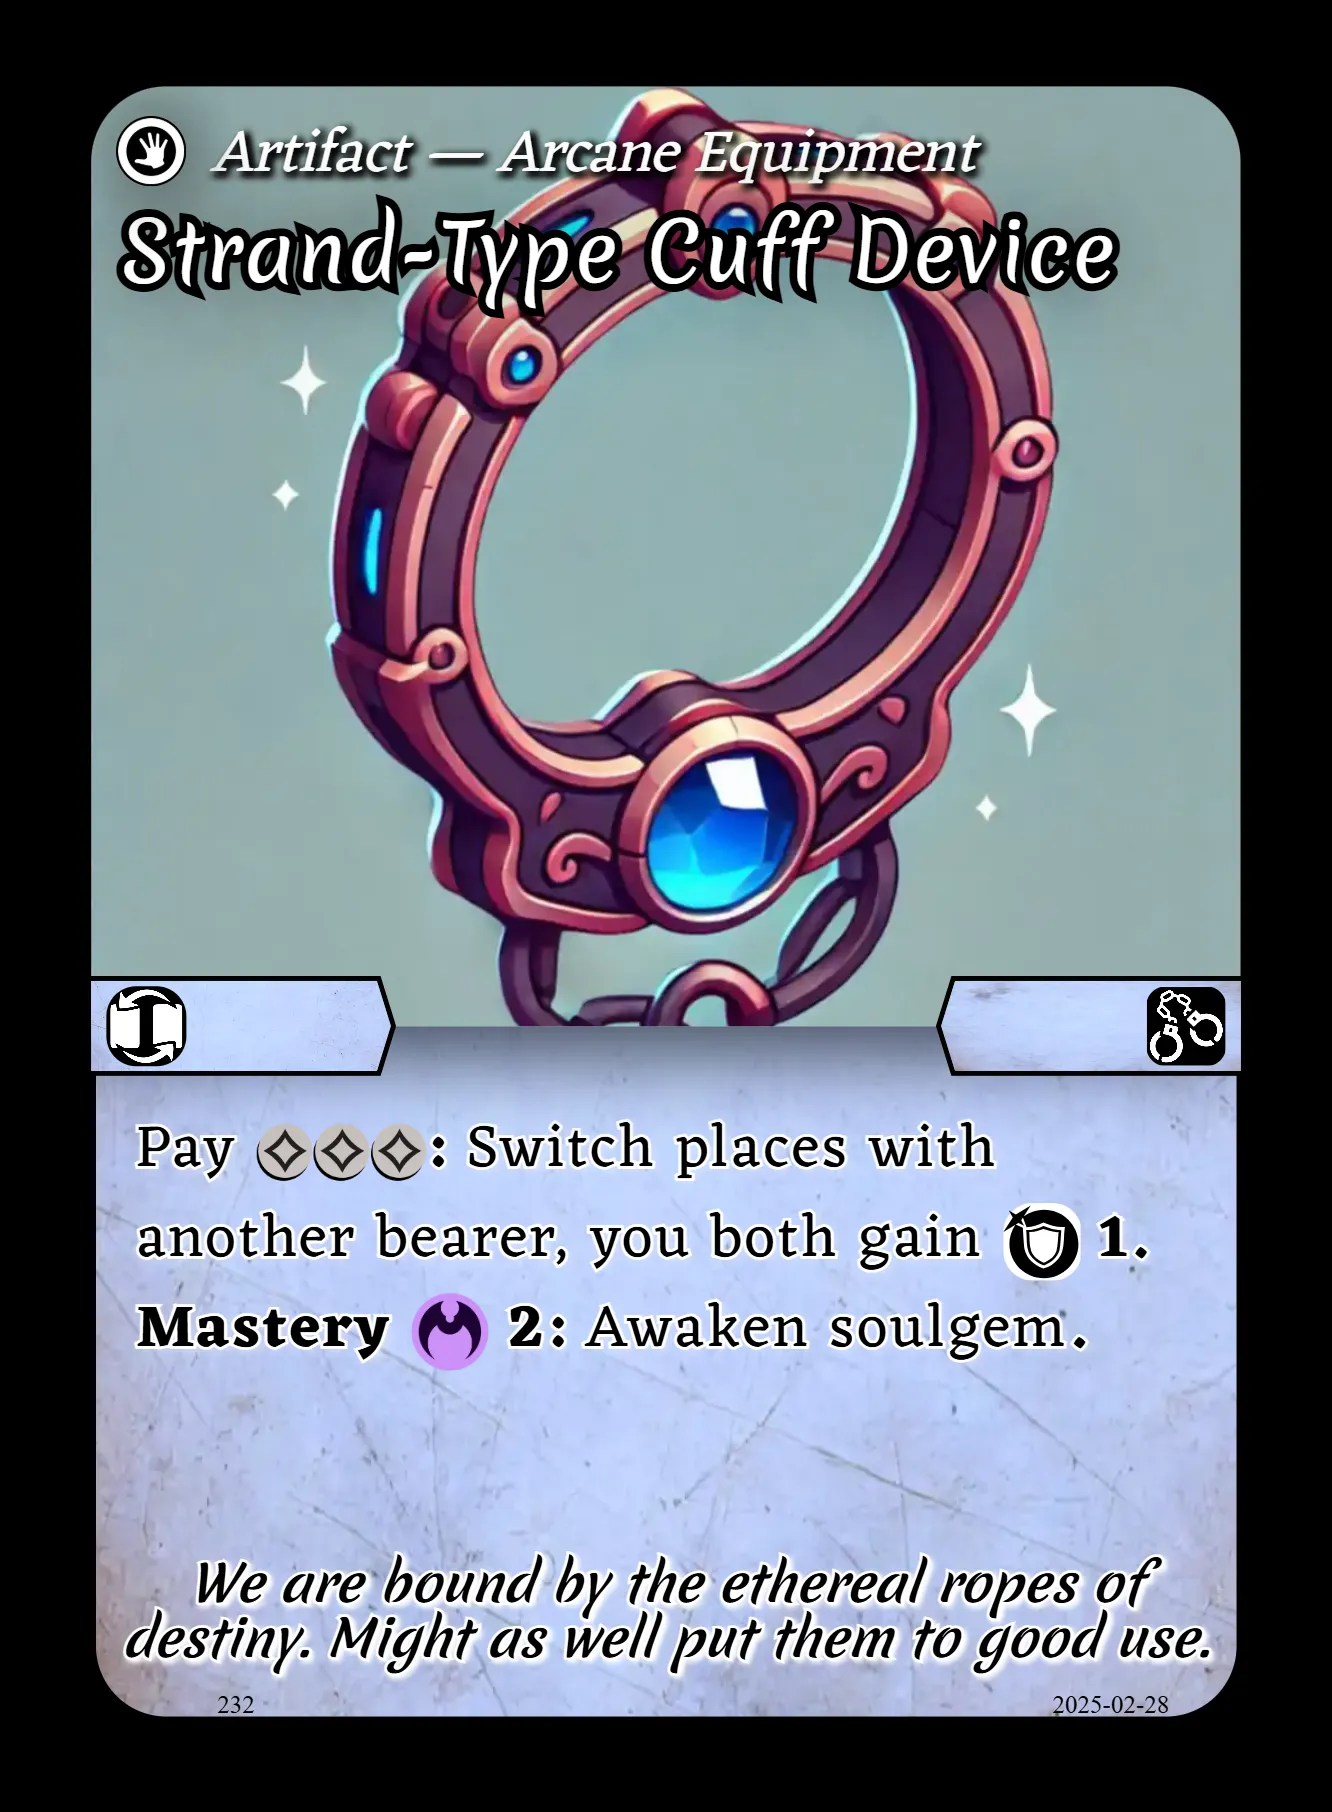 Artifact — Arcane Equipment
Strand-Type Cuff Device
Pay : Switch places with
another bearer, you both gain 1.
Mastery 2: Awaken soulgem.
We are bound by the ethereal ropes of
destiny. Might as well put them to good use.
232
2025-02-28